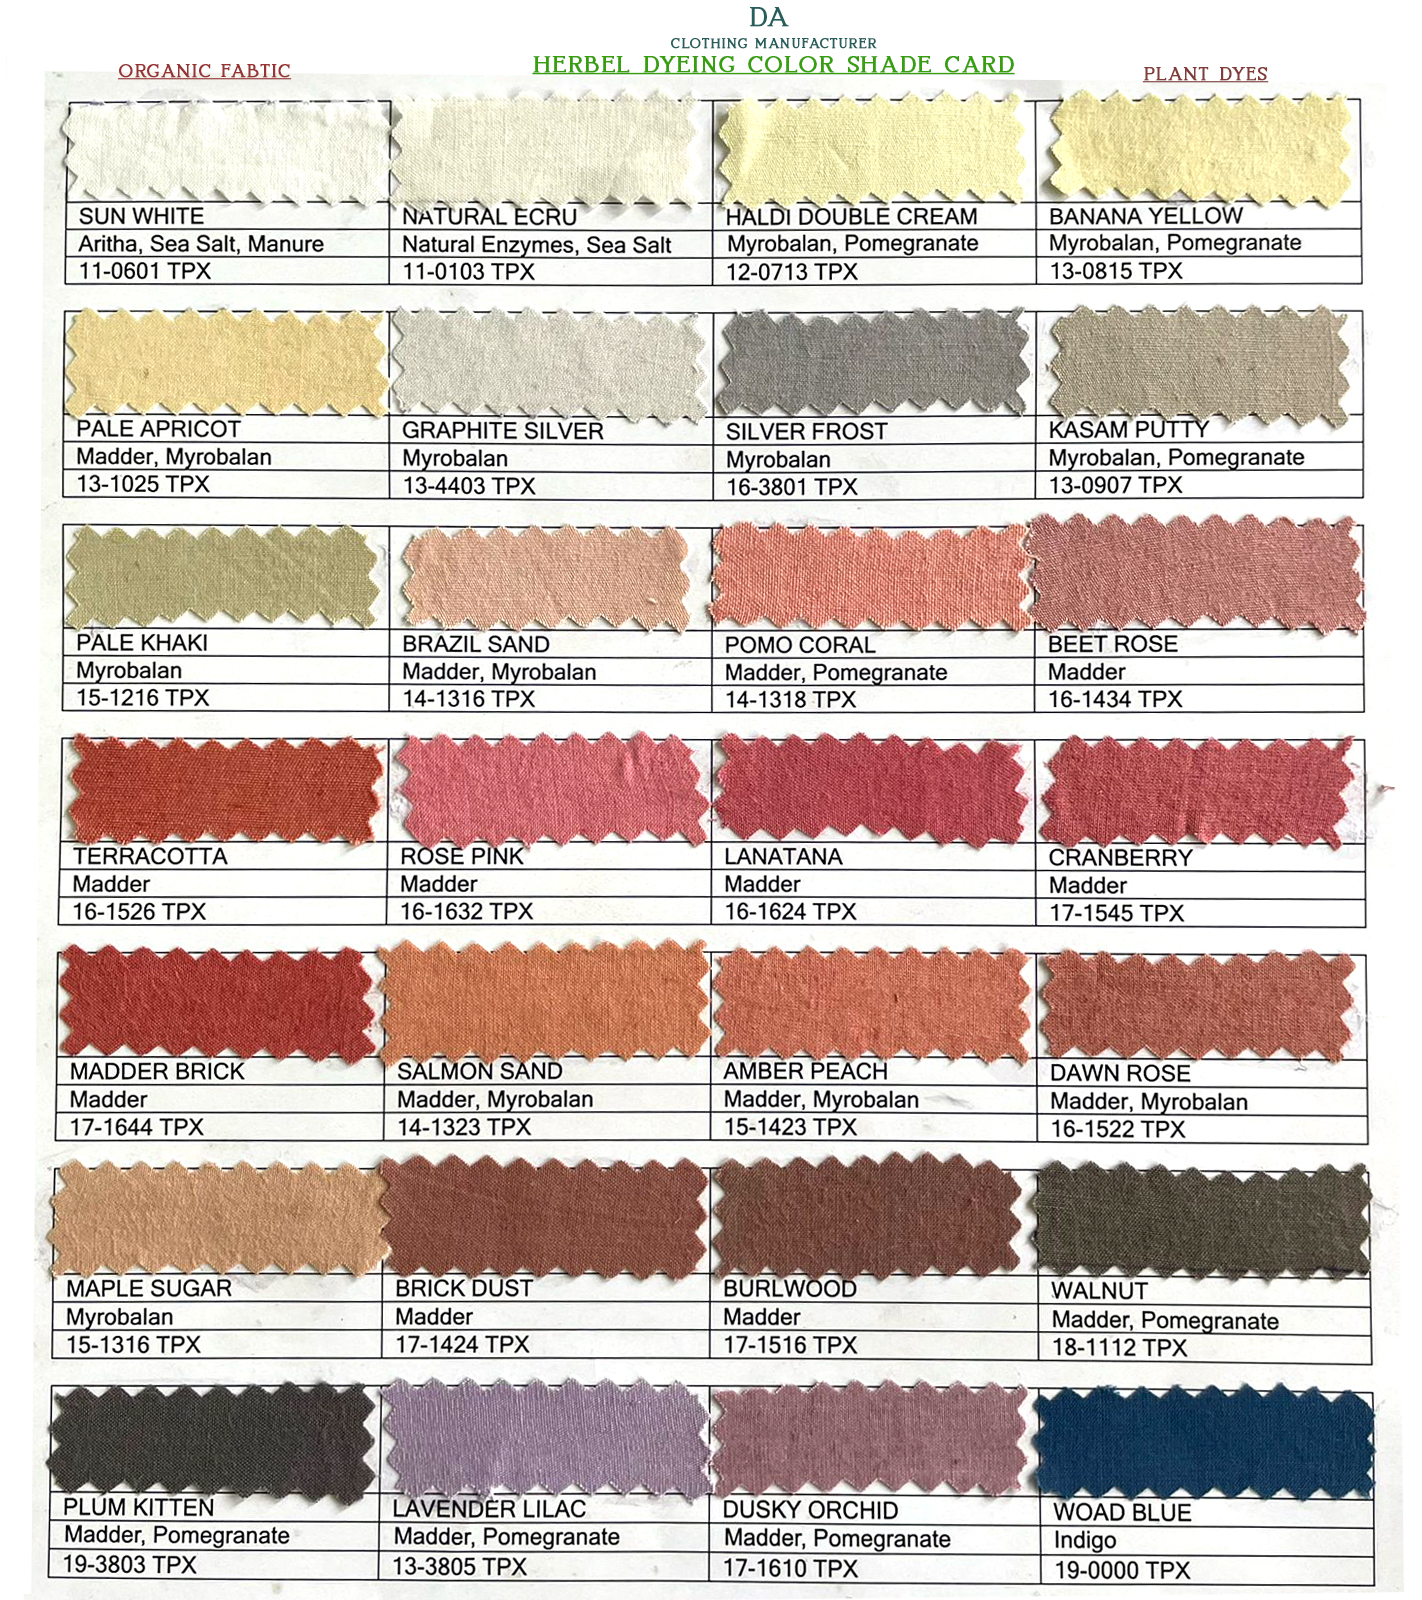 DA
CLOTHING MANUFACTURER
HERBEL DYEING COLOR SHADE CARD
ORGANIC FABTIC
PLANT DYES
SUN WHITE
Aritha, Sea Salt, Manure
11-0601 TPX
NATURAL ECRU
Natural Enzymes, Sea Salt
11-0103 TPX
HALDI DOUBLE CREAM
Myrobalan, Pomegranate
12-0713 TPX
BANANA YELLOW
Myrobalan, Pomegranate
13-0815 TPX
PALE APRICOT
Madder, Myrobalan
13-1025 TPX
GRAPHITE SILVER
Myrobalan
13-4403 TPX
SILVER FROST
Myrobalan
16-3801 TPX
KASAM PUTTY
Myrobalan, Pomegranate
13-0907 TPX
PALE KHAKI
Myrobalan
15-1216 TPX
BRAZIL SAND
Madder, Myrobalan
14-1316 TPX
POMO CORAL
Madder, Pomegranate
14-1318 TPX
BEET ROSE
Madder
16-1434 TPX
TERRACOTTA
Madder
16-1526 TPX
ROSE PINK
Madder
16-1632 TPX
LANATANA
Madder
16-1624 TPX
CRANBERRY
Madder
17-1545 TPX
MADDER BRICK
Madder
17-1644 TPX
SALMON SAND
Madder, Myrobalan
14-1323 TPX
AMBER PEACH
Madder, Myrobalan
15-1423 TPX
DAWN ROSE
Madder, Myrobalan
16-1522 TPX
MAPLE SUGAR
Myrobalan
15-1316 TPX
BRICK DUST
Madder
17-1424 TPX
BURLWOOD
Madder
17-1516 TPX
WALNUT
Madder, Pomegranate
18-1112 TPX
PLUM KITTEN
Madder, Pomegranate
19-3803 TPX
LAVENDER LILAC
Madder, Pomegranate
13-3805 TPX
DUSKY ORCHID
Madder, Pomegranate
17-1610 TPX
WOAD BLUE
Indigo
19-0000 TPX